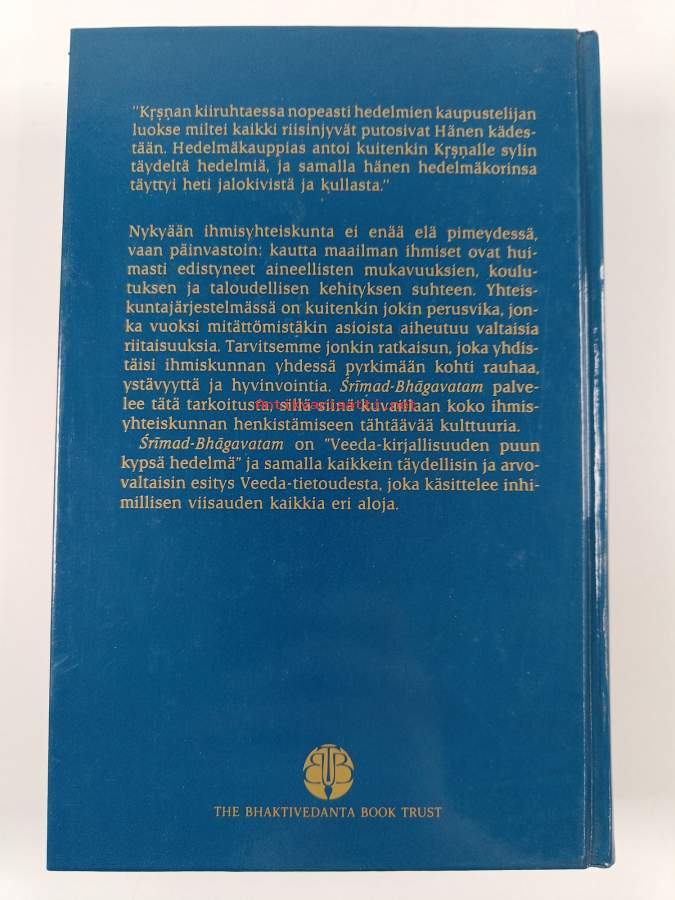 "Kṛṣṇan kiiruhtaessa nopeasti hedelmien kaupustelijan
luokse miltei kaikki riisinjyvät putosivat Hänen kädes-
tään. Hedelmäkauppias antoi kuitenkin Kṛṣṇalle sylin
täydeltä hedelmiä, ja samalla hänen hedelmäkorinsa
täyttyi heti jalokivistä ja kullasta."
Nykyään ihmisyhteiskunta ei enää elä pimeydessä,
vaan päinvastoin: kautta maailman ihmiset ovat hui-
masti edistyneet aineellisten mukavuuksien, koulu-
tuksen ja taloudellisen kehityksen suhteen. Yhteis-
kuntajärjestelmässä on kuitenkin jokin perusvika, jon-
ka vuoksi mitättömistäkin asioista aiheutuu valtaisia
riitaisuuksia. Tarvitsemme jonkin ratkaisun, joka yhdis-
täisi ihmiskunnan yhdessä pyrkimään kohti rauhaa,
ystävyyttä ja hyvinvointia. Śrīmad-Bhāgavatam palve-
lee tätä tarkoitusta, sillä siinä kuvaillaan koko ihmis-
yhteiskunnan henkistämiseen tähtäävää kulttuuria.
Śrīmad-Bhāgavatam on "Veeda-kirjallisuuden puun
kypsä hedelmä" ja samalla kaikkein täydellisin ja arvo-
valtaisin esitys Veeda-tietoudesta, joka käsittelee inhi-
millisen viisauden kaikkia eri aloja.
THE BHAKTIVEDANTA BOOK TRUST